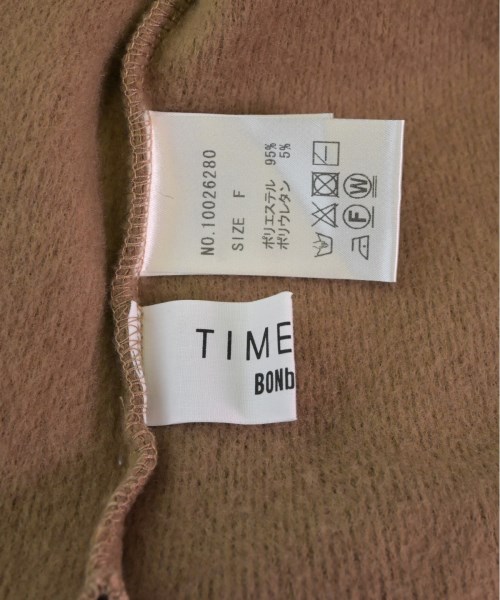 NO.10026280
SIZE F
ポリエステル 95%
ポリウレタン 5%
F W
TIME
BONb